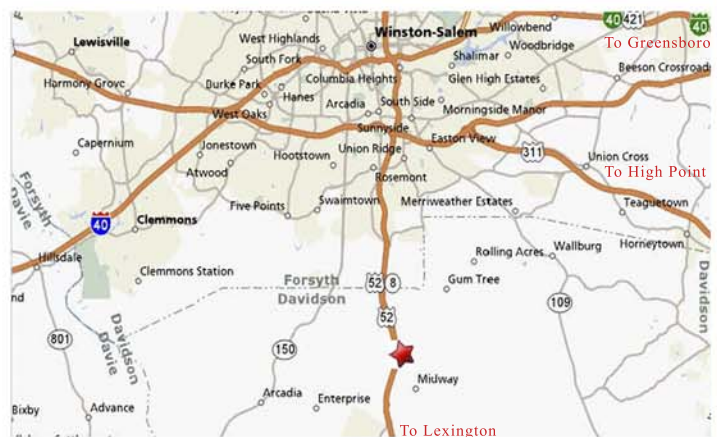 Willowbend
40 421
40
Lewisville
West Highlands
Winston-Salem
Woodbridge
To Greensboro
South Fork
Shalimar
Beeson Crossroad
Harmony Grove
Burke Park
Columbia Heights
Glen High Estates
Hanes
West Oaks
Arcadia
South Side
Morningside Manor
Sunnyside
Capernium
Jonestown
Union Ridge
Easton View
311
Hootstown
Union Cross
Atwood
Rosemont
To High Point
Forsyth
Davie
Five Points
Swaimtown
Merriweather Estates
Teaguetown
40
Clemmons
Horneytown
Hillsdale
Rolling Acres
Wallburg
Clemmons Station
Forsyth
Davidson
52 8
Gum Tree
Davidson
nd
109
52
Davidson
Davie
801
150
Midway
Arcadia
Enterprise
Bixby
Advance
To Lexington